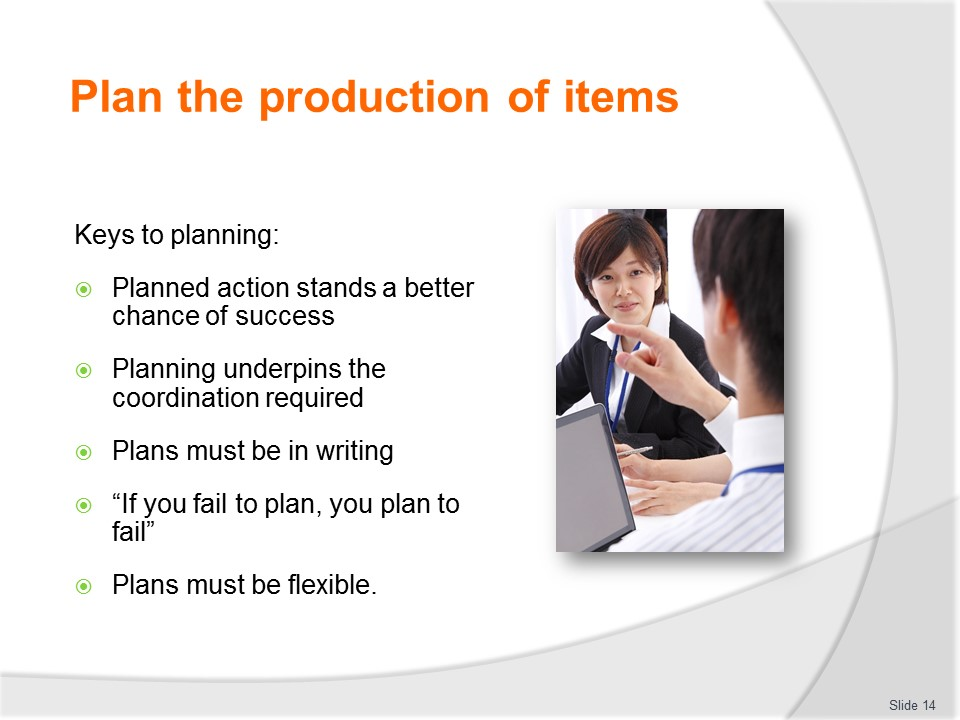 Plan the production of items
Keys to planning:
Planned action stands a better
chance of success
Planning underpins the
coordination required
Plans must be in writing
“If you fail to plan, you plan to
fail”
Plans must be flexible.
Slide 14